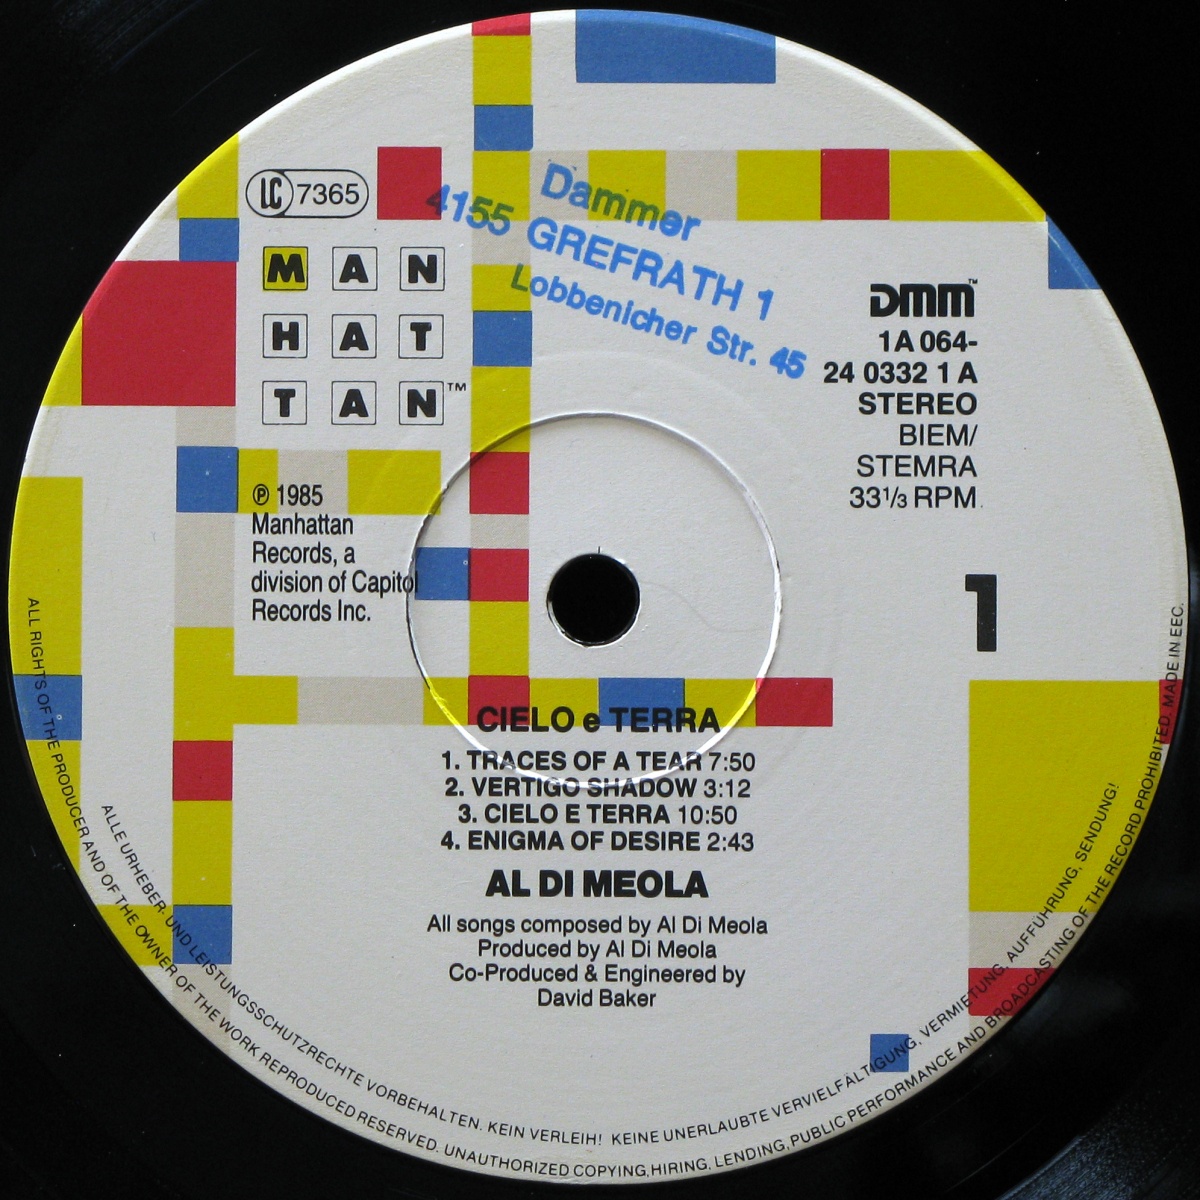 LC 7365
MAN
HAT
TAN™
Dammer
4155 GREFRATH 1
Lobbenicher Str. 45
DMM™
1A 064-
24 0332 1 A
STEREO
BIEM/
STEMRA
33 1/3 RPM
℗ 1985
Manhattan
Records, a
division of Capitol
Records Inc.
1
CIELO e TERRA
1. TRACES OF A TEAR 7:50
2. VERTIGO SHADOW 3:12
3. CIELO E TERRA 10:50
4. ENIGMA OF DESIRE 2:43
AL DI MEOLA
All songs composed by Al Di Meola
Produced by Al Di Meola
Co-Produced & Engineered by
David Baker
ALLE URHEBER- UND LEISTUNGSSCHUTZRECHTE VORBEHALTEN. KEIN VERLEIH! KEINE UNERLAUBTE VERVIELFÄLTIGUNG, VERMIETUNG, AUFFÜHRUNG, SENDUNG!
ALL RIGHTS OF THE PRODUCER AND OF THE OWNER OF THE WORK REPRODUCED RESERVED. UNAUTHORIZED COPYING, HIRING, LENDING, PUBLIC PERFORMANCE AND BROADCASTING OF THE RECORD PROHIBITED. MADE IN EEC.